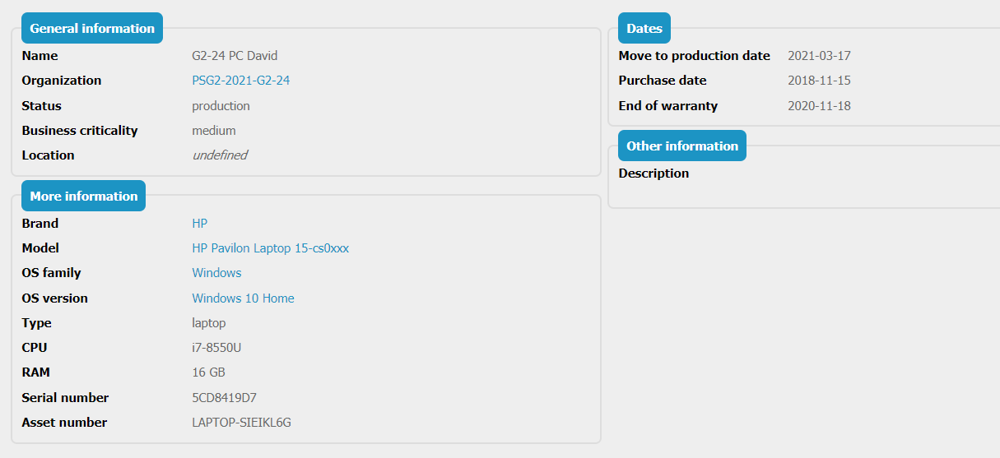 General information
Name G2-24 PC David
Organization PSG2-2021-G2-24
Status production
Business criticality medium
Location undefined
More information
Brand HP
Model HP Pavilon Laptop 15-cs0xxx
OS family Windows
OS version Windows 10 Home
Type laptop
CPU i7-8550U
RAM 16 GB
Serial number 5CD8419D7
Asset number LAPTOP-SIEIKL6G
Dates
Move to production date 2021-03-17
Purchase date 2018-11-15
End of warranty 2020-11-18
Other information
Description